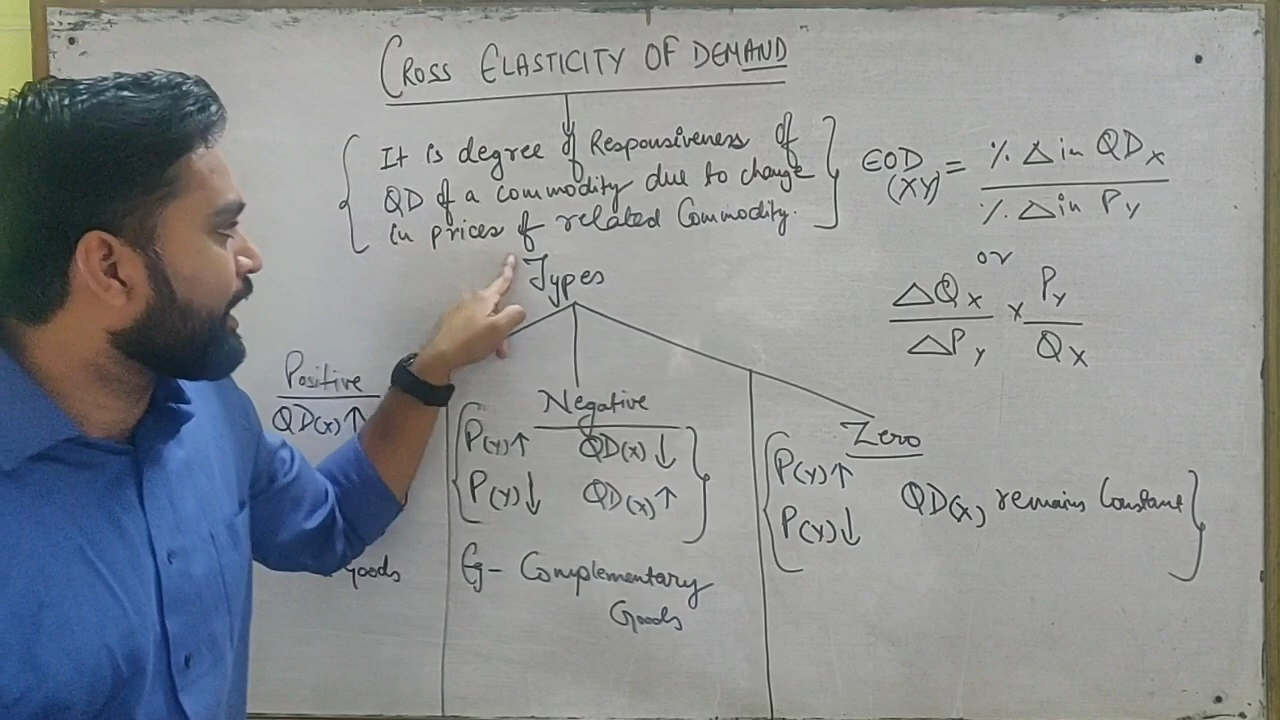 CROSS ELASTICITY OF DEMAND
It is degree of Responsiveness of
QD of a commodity due to change
in prices of related Commodity.
EOD (XY) = % Δ in QDX / % Δ in PY
or
ΔQX / ΔPY x PY / QX
Types
Positive
QD(X)↑
Goods
Negative
P(Y)↑ QD(X)↓
P(Y)↓ QD(X)↑
Eg- Complementary
Goods
Zero
P(Y)↑
QD(X) remains Constant
P(Y)↓